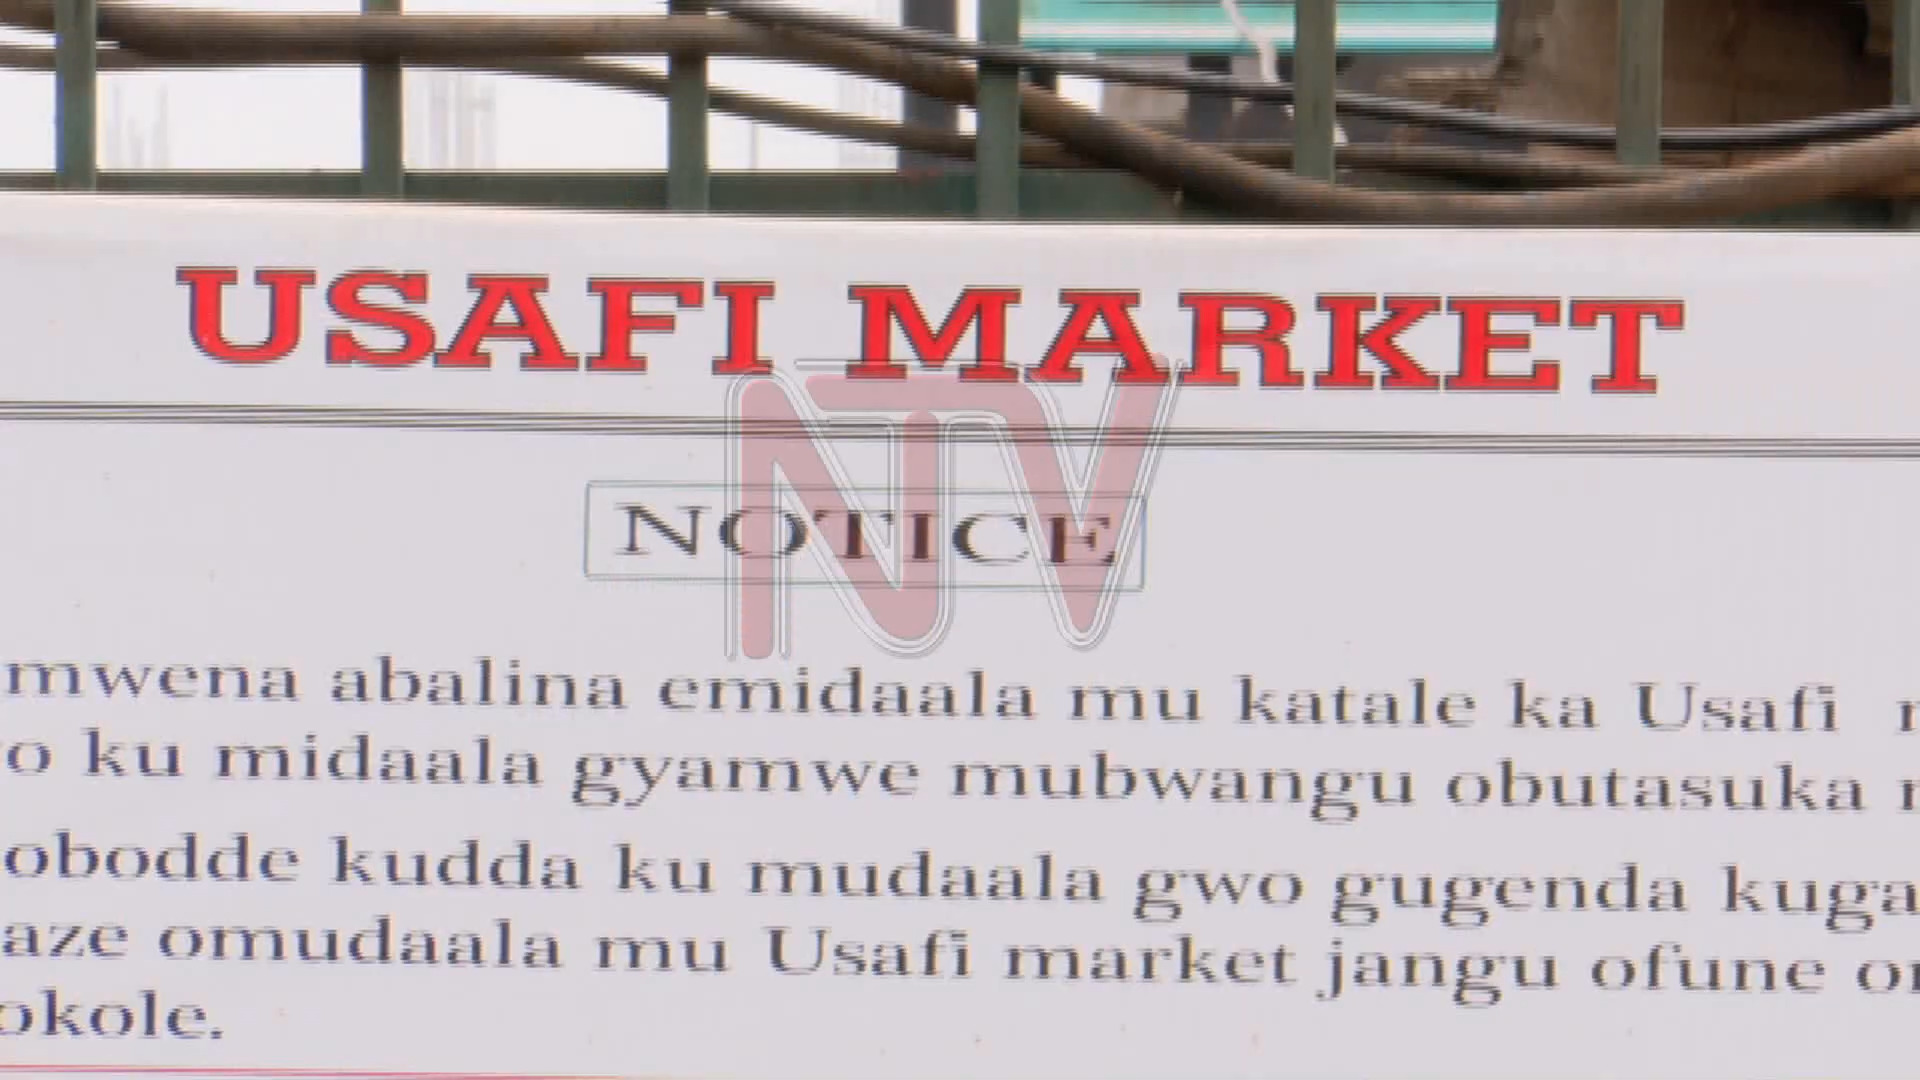 USAFI MARKET
NTV
NOTICE
mwena abalina emidaala mu katale ka Usafi
o ku midaala gyamwe mubwangu obutasuka
obodde kudda ku mudaala gwo gugenda kuga
aze omudaala mu Usafi market jangu ofune
okole.